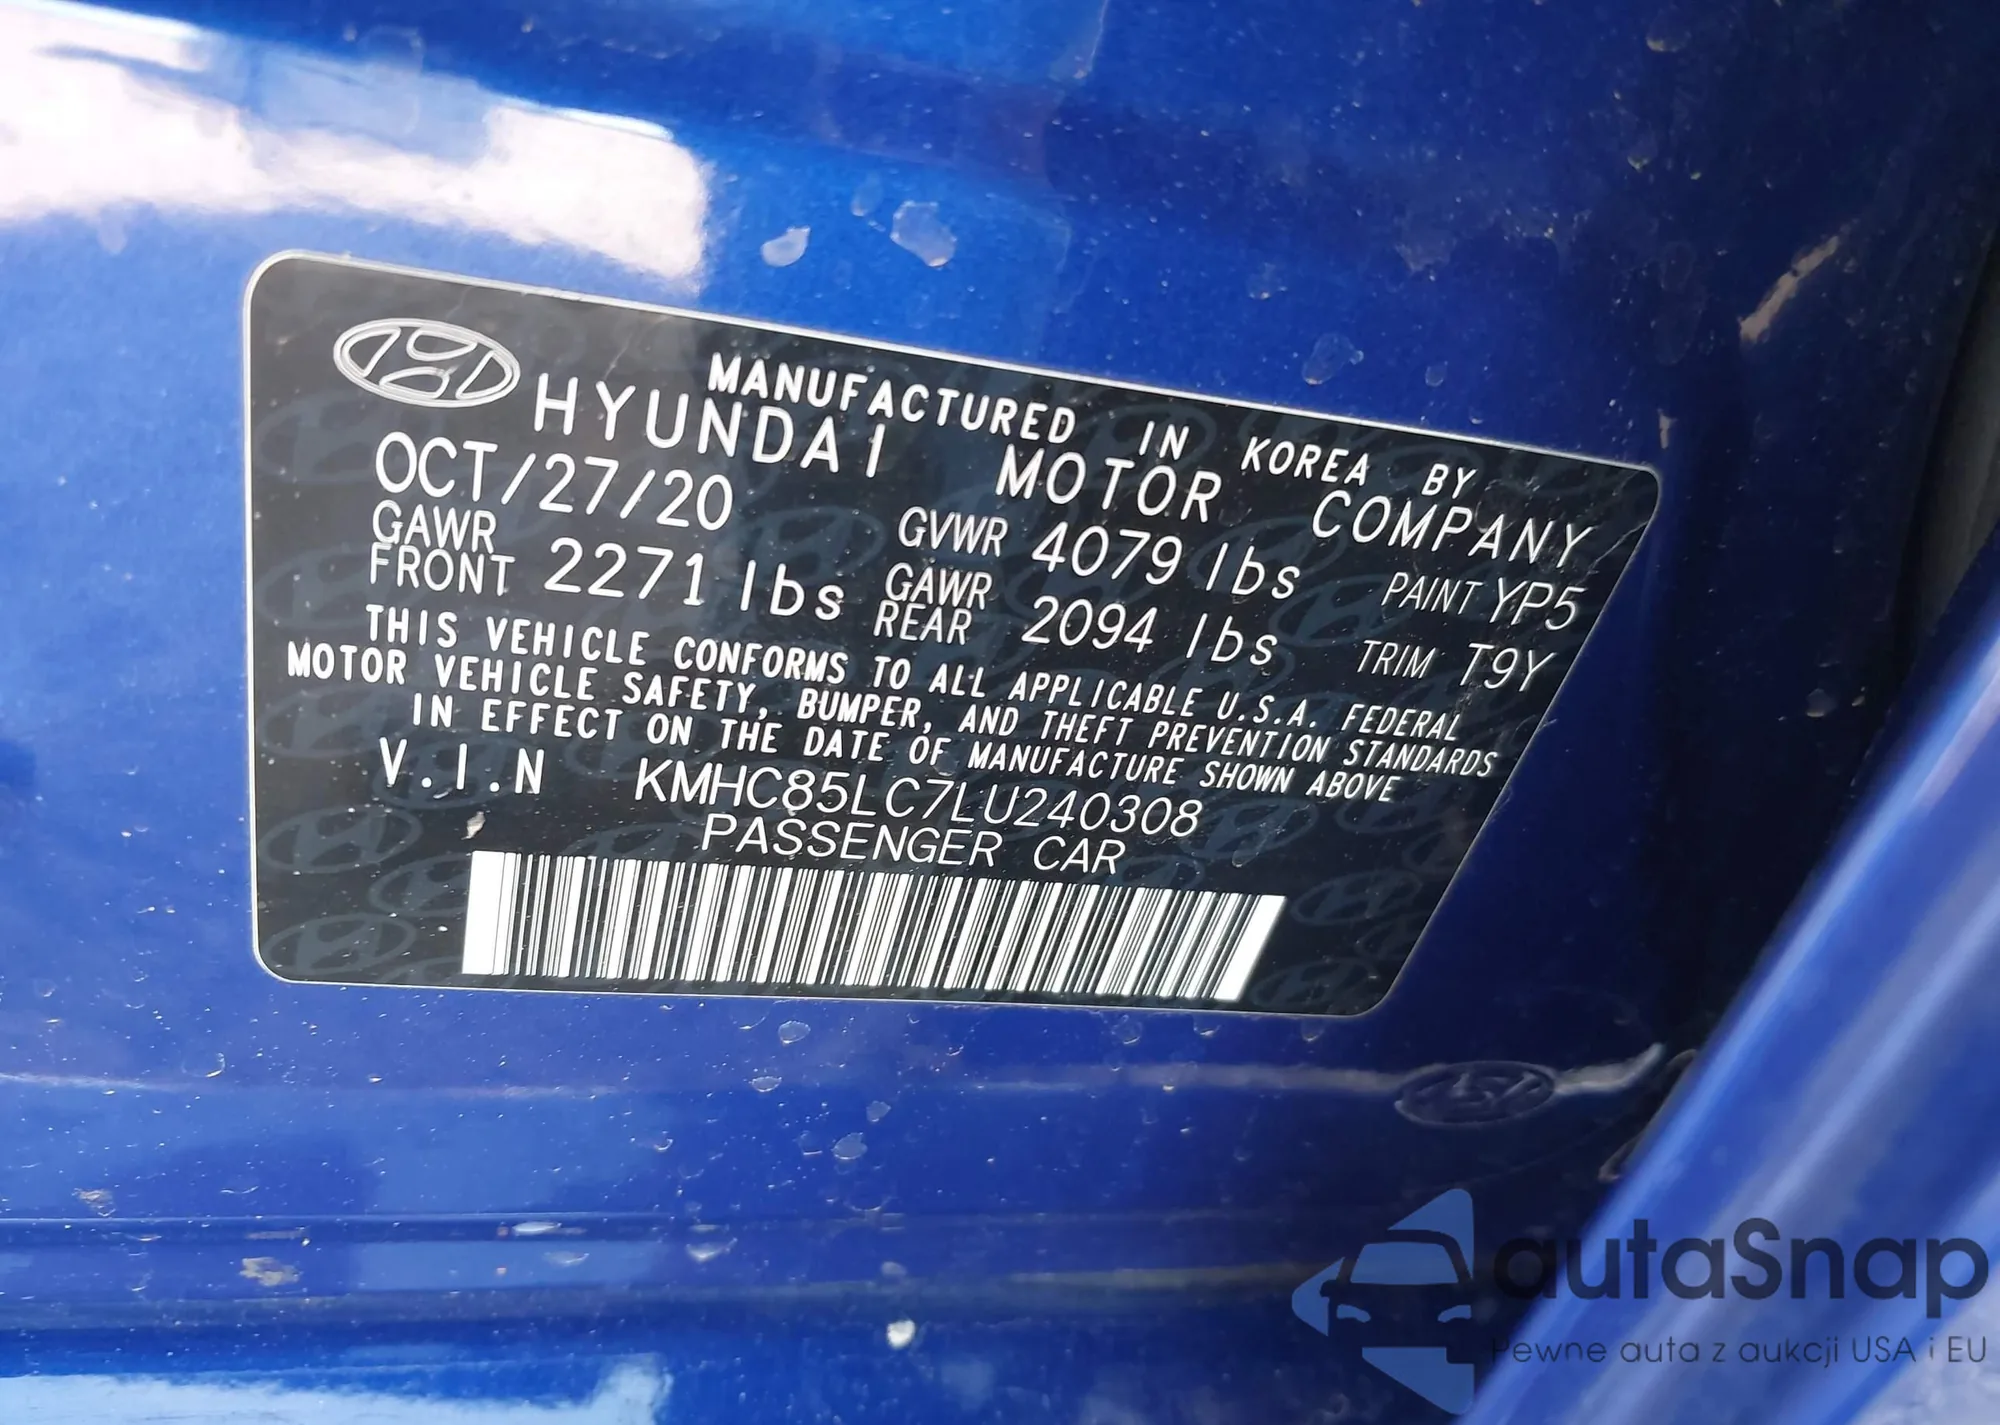 MANUFACTURED IN KOREA BY
HYUNDAI MOTOR COMPANY
OCT/27/20 GVWR 4079 lbs PAINT YP5
GAWR FRONT 2271 lbs GAWR REAR 2094 lbs TRIM T9Y
THIS VEHICLE CONFORMS TO ALL APPLICABLE U.S.A. FEDERAL
MOTOR VEHICLE SAFETY, BUMPER, AND THEFT PREVENTION STANDARDS
IN EFFECT ON THE DATE OF MANUFACTURE SHOWN ABOVE
V.I.N KMHC85LC7LU240308
PASSENGER CAR
autaSnap
Pewne auta z aukcji USA i EU